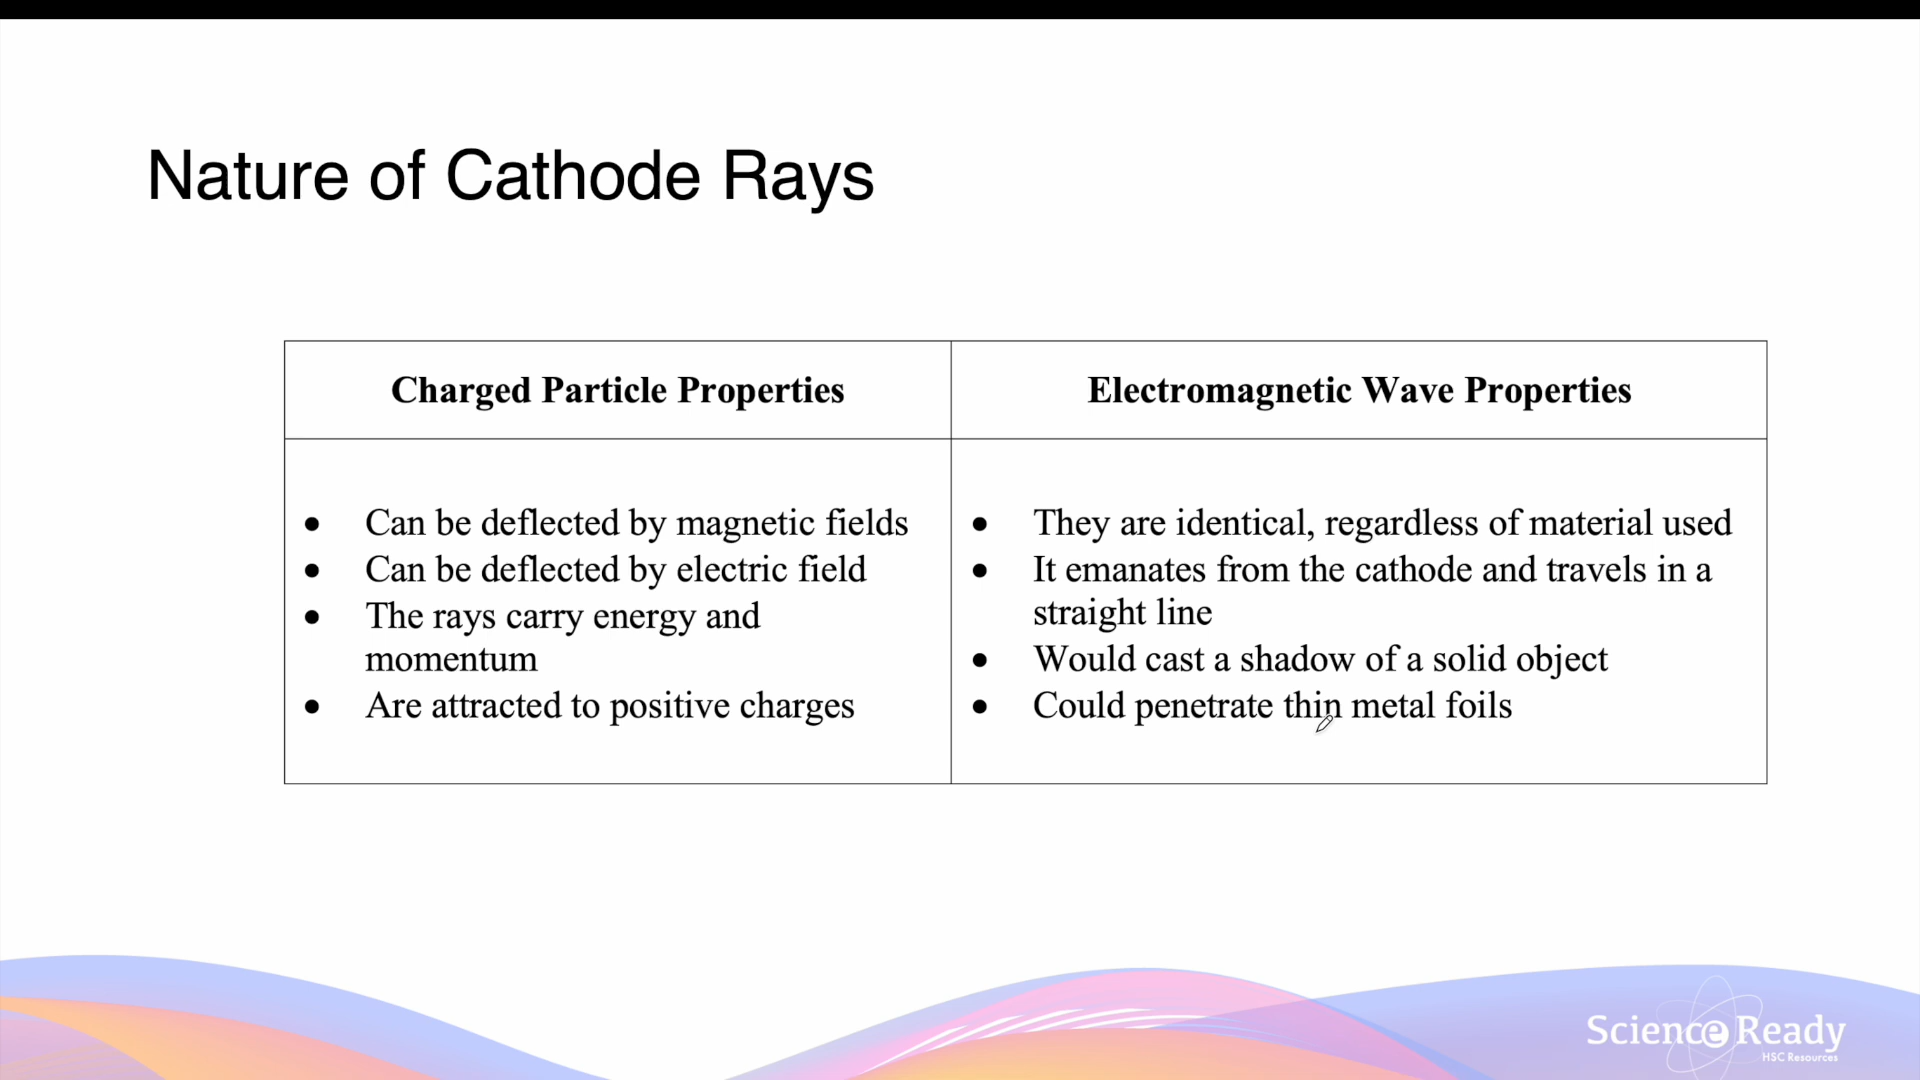 Nature of Cathode Rays
Charged Particle Properties
Electromagnetic Wave Properties
• Can be deflected by magnetic fields
• Can be deflected by electric field
• The rays carry energy and
momentum
• Are attracted to positive charges
• They are identical, regardless of material used
• It emanates from the cathode and travels in a
straight line
• Would cast a shadow of a solid object
• Could penetrate thin metal foils
Science Ready
HSC Resources